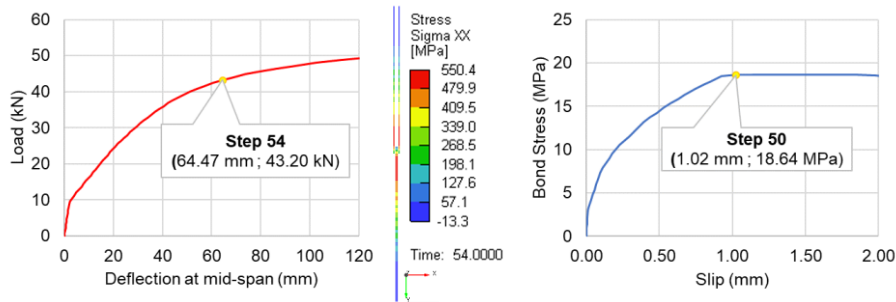 60
50
40
30
20
10
0
Load (kN)
Step 54
(64.47 mm ; 43.20 kN)
0 20 40 60 80 100 120
Deflection at mid-span (mm)
Stress
Sigma XX
[MPa]
550.4
479.9
409.5
339.0
268.5
198.1
127.6
57.1
-13.3
Time: 54.0000
x
25
20
15
10
5
0
Bond Stress (MPa)
Step 50
(1.02 mm ; 18.64 MPa)
0.00 0.50 1.00 1.50 2.00
Slip (mm)